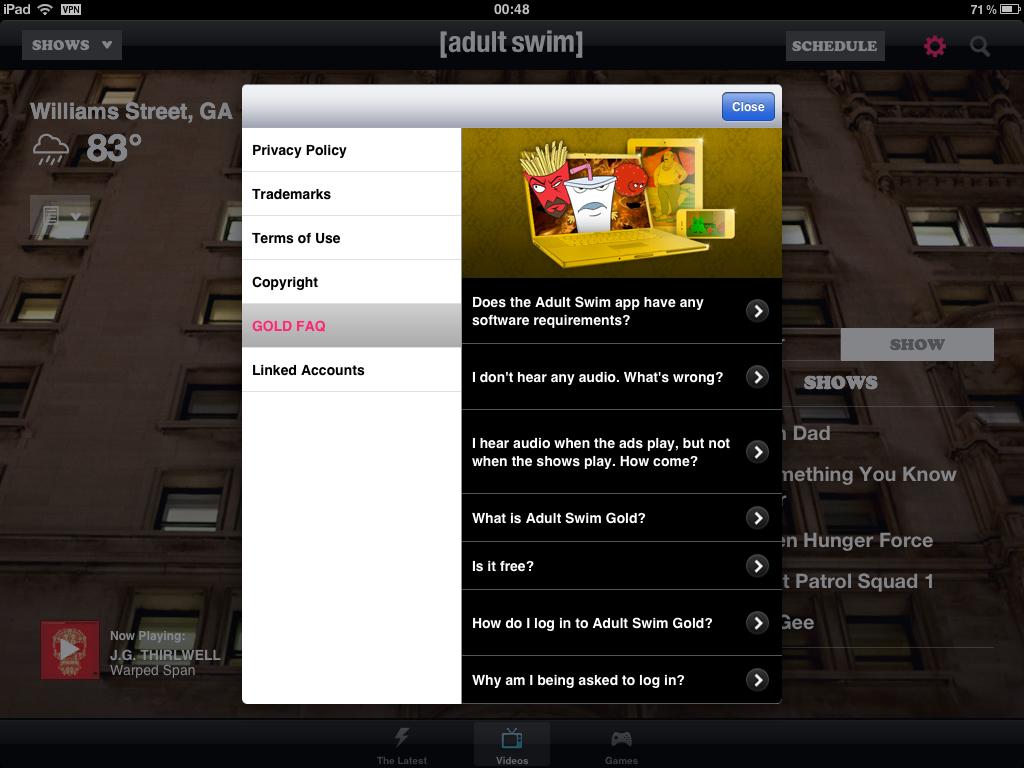 iPad VPN 00:48 71 %
SHOWS [adult swim] SCHEDULE
Williams Street, GA
83°
Close
Privacy Policy
Trademarks
Terms of Use
Copyright
GOLD FAQ
Linked Accounts
Does the Adult Swim app have any
software requirements?
I don't hear any audio. What's wrong?
I hear audio when the ads play, but not
when the shows play. How come?
What is Adult Swim Gold?
Is it free?
How do I log in to Adult Swim Gold?
Why am I being asked to log in?
SHOW
SHOWS
Dad
You Know
Hunger Force
Patrol Squad 1
Gee
Now Playing:
J.G. THIRLWELL
Warped Span
The Latest
Videos
Games